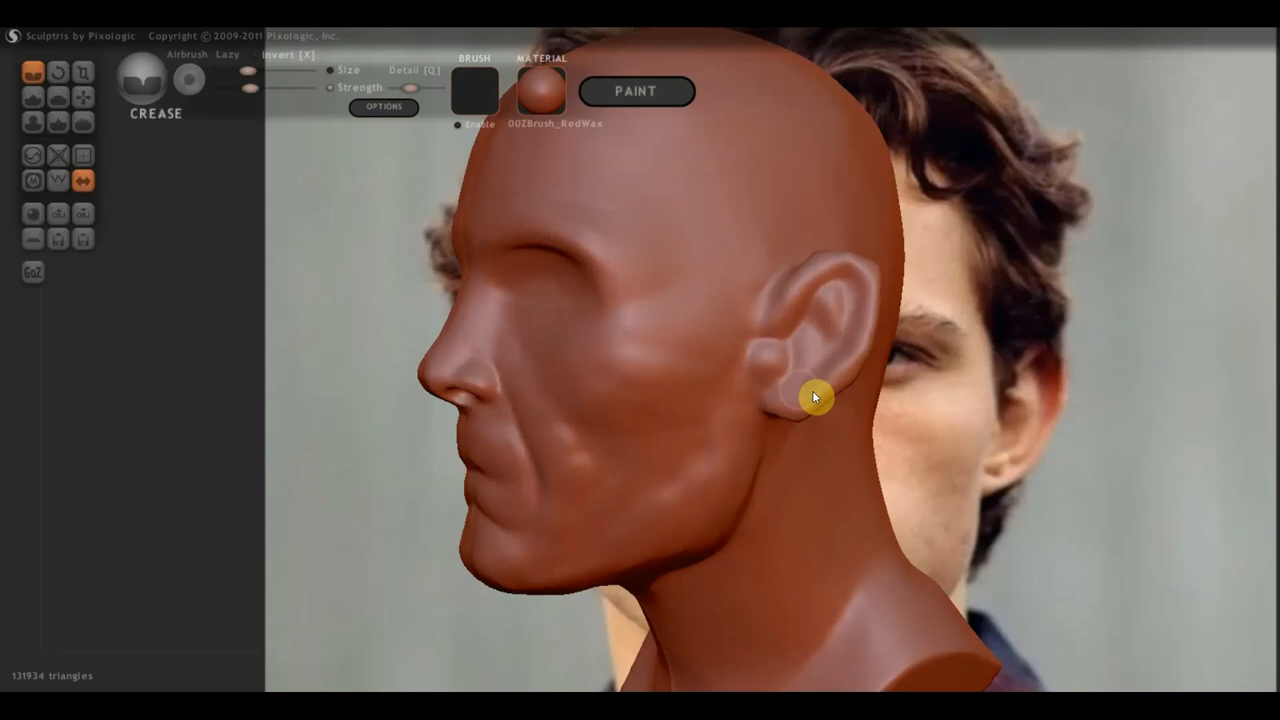 Sculptris by Pixologic Copyright © 2009-2011 Pixologic, Inc.
Airbrush Lazy Invert [X]
BRUSH
MATERIAL
Size
Detail [Q]
Strength
PAINT
OPTIONS
CREASE
Enable
00ZBrush_RedWax
GoZ
131934 triangles